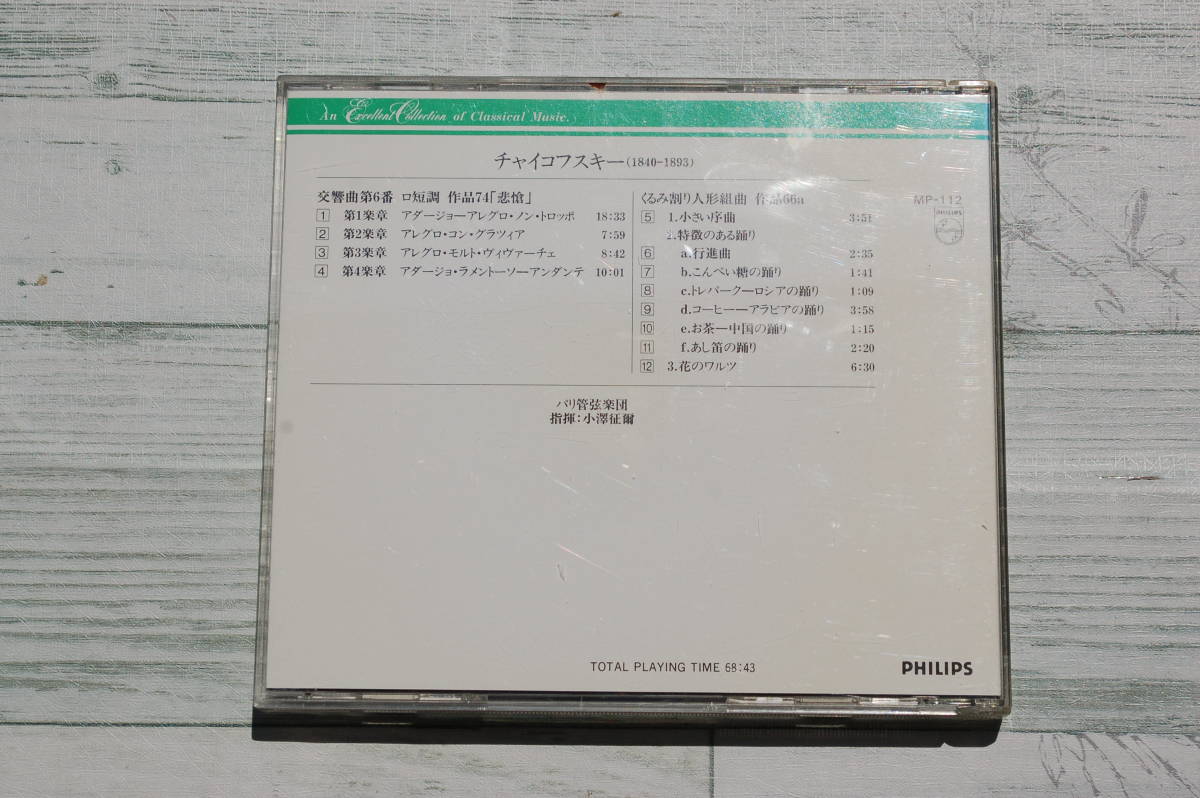 An Excellent Collection of Classical Music.
チャイコフスキー(1840-1893)
交響曲第6番 ロ短調 作品74「悲愴」
1 第1楽章 アダージョーアレグロ・ノン・トロッポ 18:33
2 第2楽章 アレグロ・コン・グラツィア 7:59
3 第3楽章 アレグロ・モルト・ヴィヴァーチェ 8:42
4 第4楽章 アダージョ・ラメントーソーアンダンテ 10:01
くるみ割り人形組曲 作品66a
5 1.小さい序曲 3:51
2.特徴のある踊り
6 a.行進曲 2:35
7 b.こんぺい糖の踊り 1:41
8 c.トレパークーロシアの踊り 1:09
9 d.コーヒーーアラビアの踊り 3:58
10 e.お茶ー中国の踊り 1:15
11 f.あし笛の踊り 2:20
12 3.花のワルツ 6:30
MP-112
PHILIPS
パリ管弦楽団
指揮:小澤征爾
TOTAL PLAYING TIME 68:43
PHILIPS